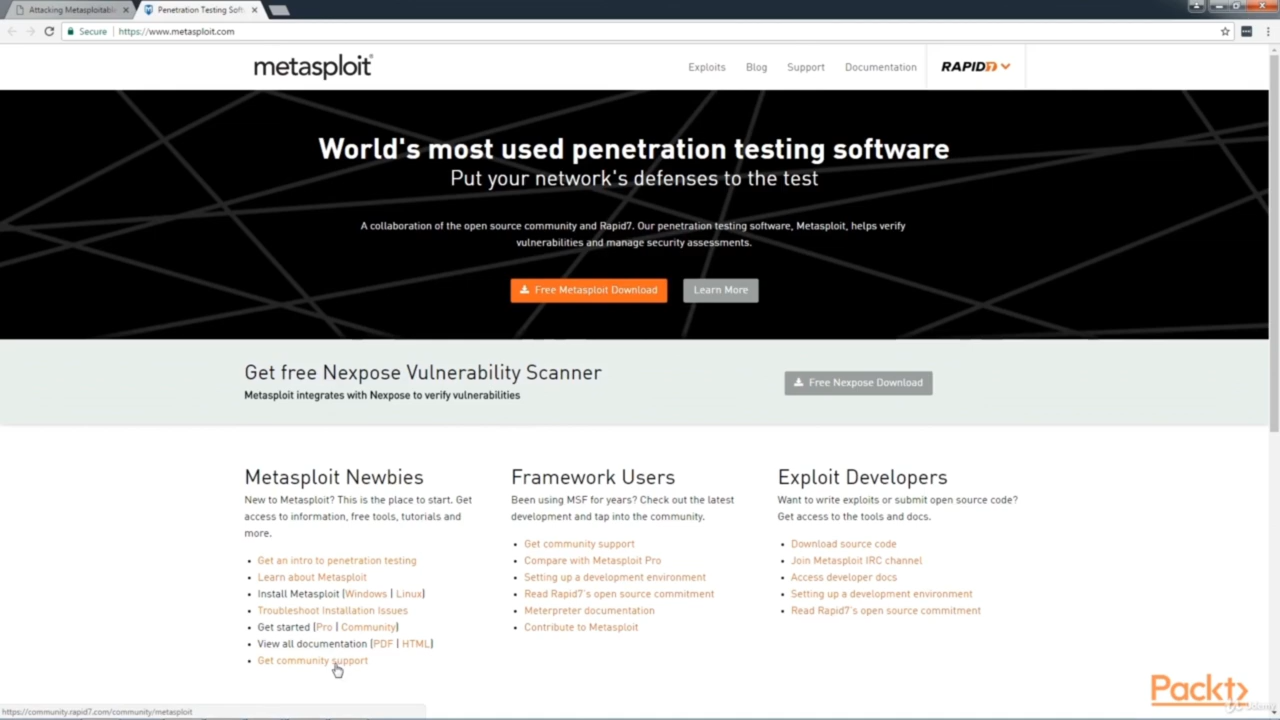 Attacking Metasploitabl
Penetration Testing Soft
Secure
https://www.metasploit.com
metasploit®
Exploits
Blog
Support
Documentation
RAPID7
World's most used penetration testing software
Put your network's defenses to the test
A collaboration of the open source community and Rapid7. Our penetration testing software, Metasploit, helps verify
vulnerabilities and manage security assessments.
Free Metasploit Download
Learn More
Get free Nexpose Vulnerability Scanner
Metasploit integrates with Nexpose to verify vulnerabilities
Free Nexpose Download
Metasploit Newbies
New to Metasploit? This is the place to start. Get
access to information, free tools, tutorials and
more.
• Get an intro to penetration testing
• Learn about Metasploit
• Install Metasploit [Windows | Linux]
• Troubleshoot Installation Issues
• Get started [Pro | Community]
• View all documentation [PDF | HTML]
• Get community support
Framework Users
Been using MSF for years? Check out the latest
development and tap into the community.
• Get community support
• Compare with Metasploit Pro
• Setting up a development environment
• Read Rapid7's open source commitment
• Meterpreter documentation
• Contribute to Metasploit
Exploit Developers
Want to write exploits or submit open source code?
Get access to the tools and docs.
• Download source code
• Join Metasploit IRC channel
• Access developer docs
• Setting up a development environment
• Read Rapid7's open source commitment
https://community.rapid7.com/community/metasploit
Packt
Udemy